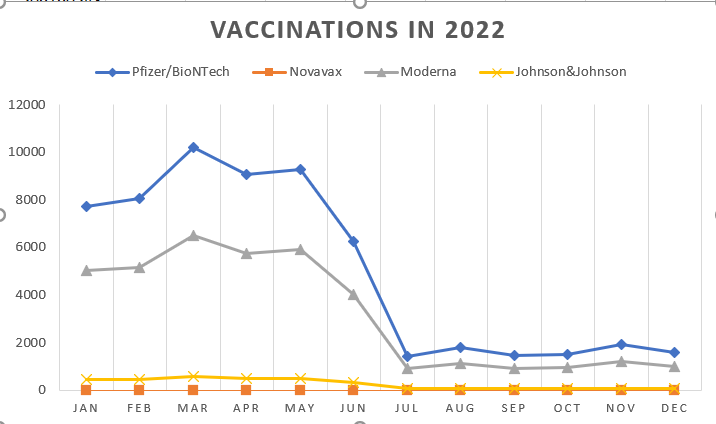 VACCINATIONS IN 2022
Pfizer/BioNTech Novavax Moderna Johnson&Johnson
12000
10000
8000
6000
4000
2000
0
JAN FEB MAR APR MAY JUN JUL AUG SEP OCT NOV DEC